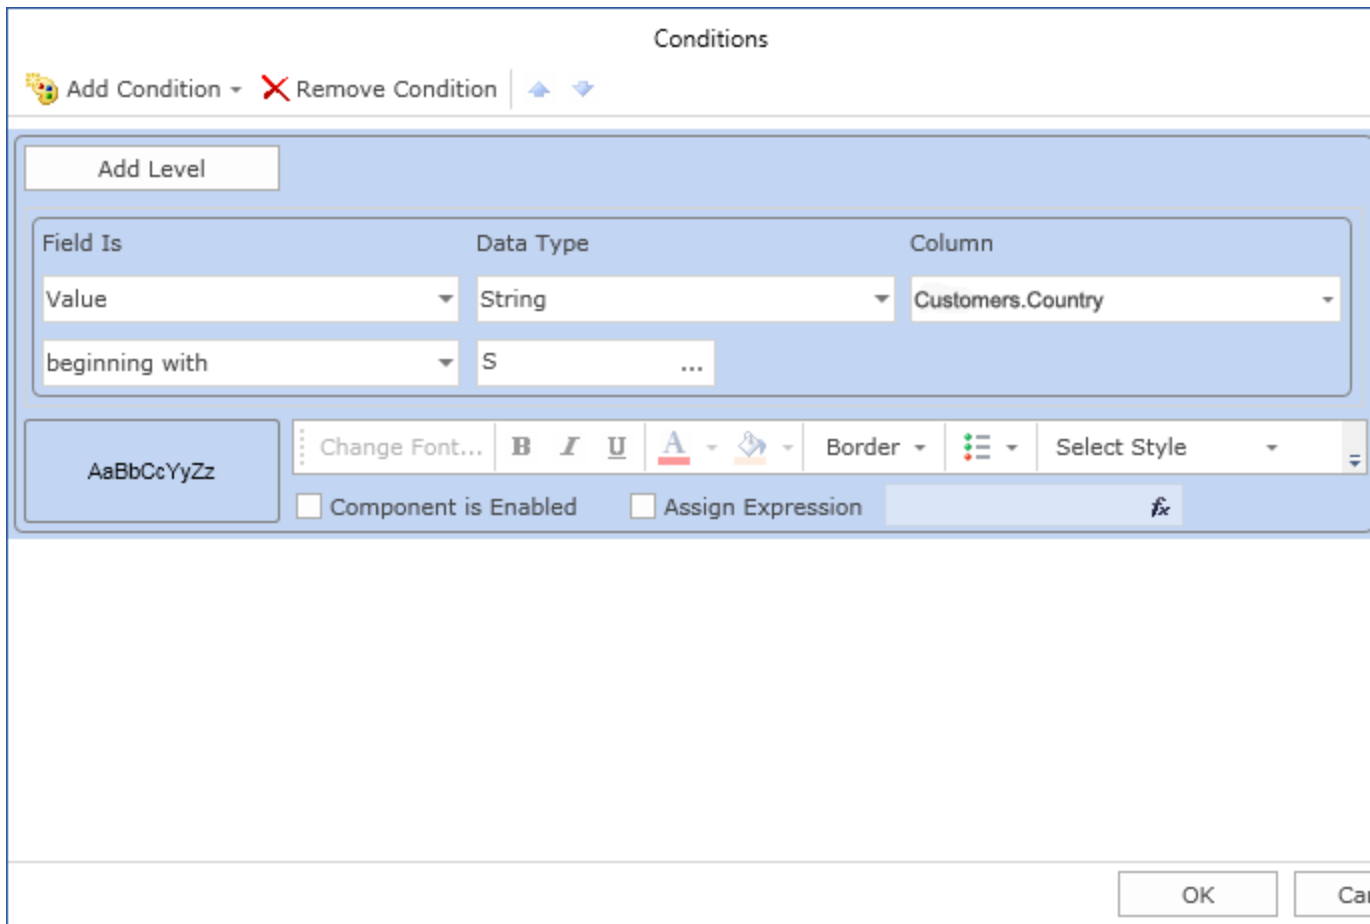 Conditions
Add Condition Remove Condition
Add Level
Field Is Data Type Column
Value String Customers.Country
beginning with S ...
AaBbCcYyZz
Change Font... B I U A Border Select Style
Component is Enabled Assign Expression fx
OK